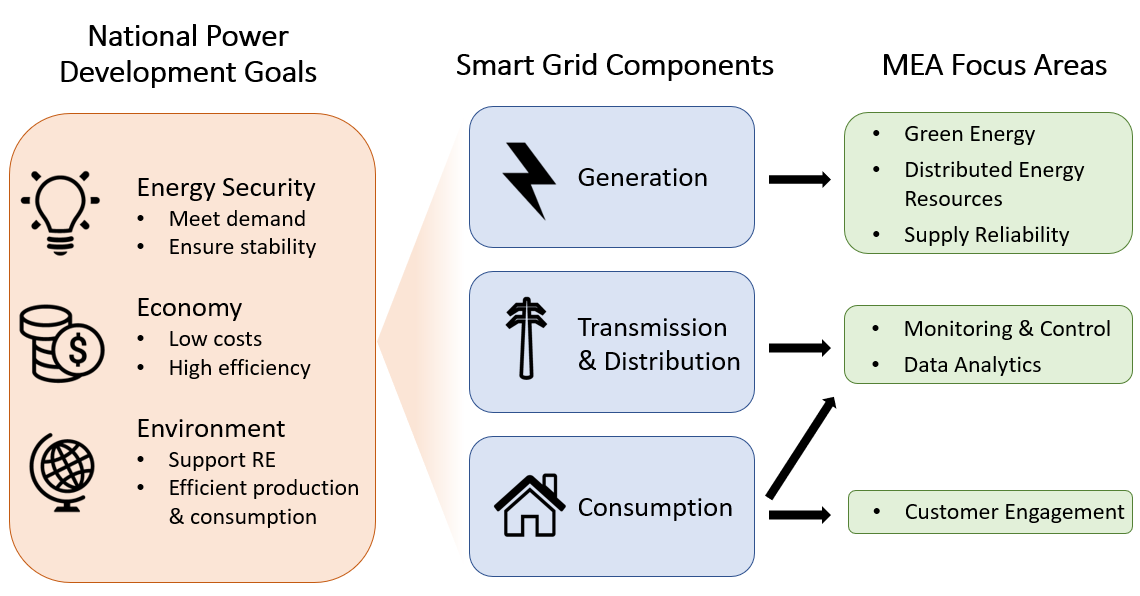 National Power
Development Goals
Energy Security
• Meet demand
• Ensure stability
Economy
• Low costs
• High efficiency
Environment
• Support RE
• Efficient production
& consumption
$
Smart Grid Components
Generation
Transmission
& Distribution
Consumption
MEA Focus Areas
• Green Energy
• Distributed Energy
Resources
• Supply Reliability
• Monitoring & Control
• Data Analytics
• Customer Engagement